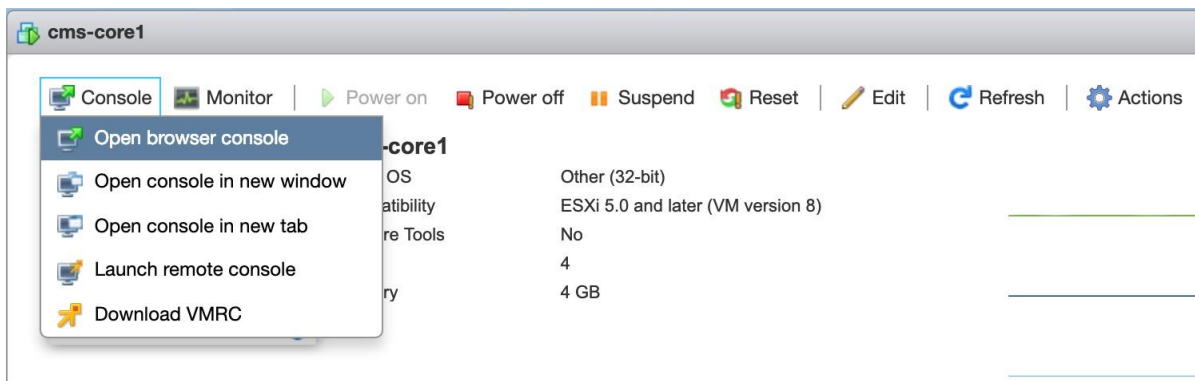 cms-core1
Console Monitor Power on Power off Suspend Reset Edit Refresh Actions
Open browser console
-core1
Open console in new window
OS Other (32-bit)
atibility ESXi 5.0 and later (VM version 8)
Open console in new tab
re Tools No
4
Launch remote console
ry 4 GB
Download VMRC